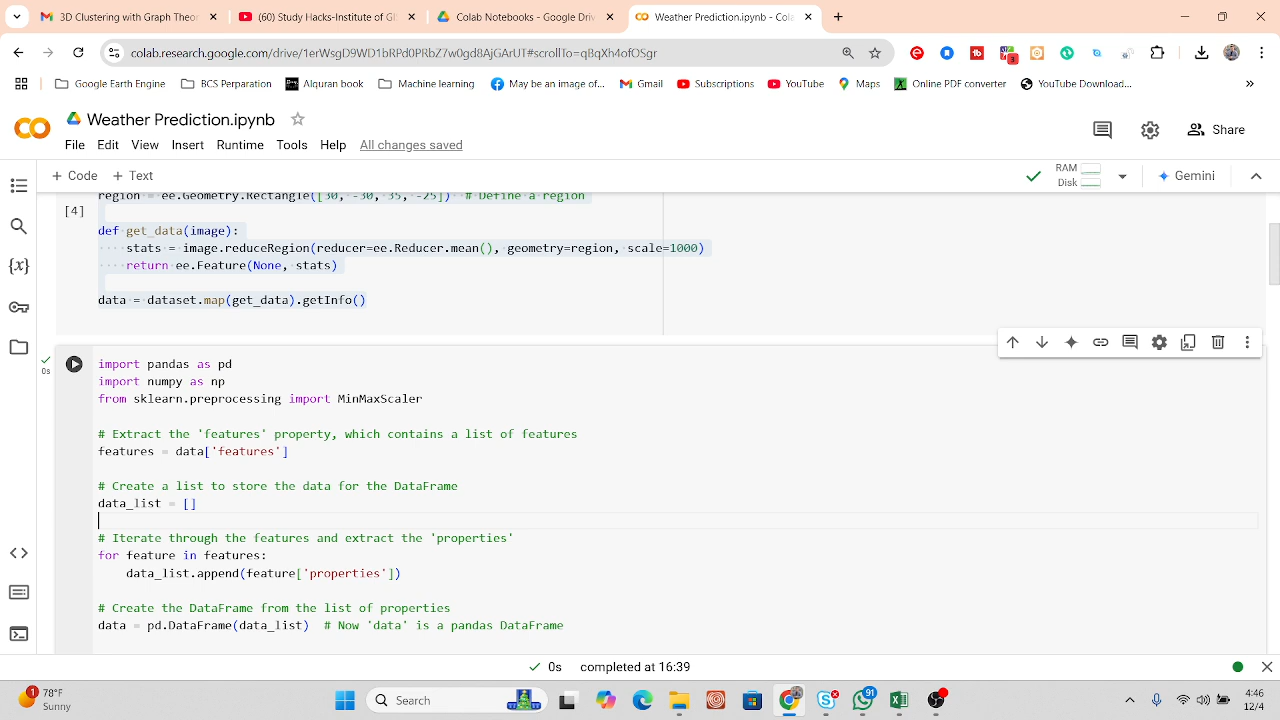 3D Clustering with Graph Theor
(60) Study Hacks-Institute of GI
Colab Notebooks - Google Driv
Weather Prediction.ipynb - Cola
colab.research.google.com/drive/1erWsqD9WD1bRPd0PRbZ7w0gd8AjGArUT#scrollTo=qBqXh4ofOSgr
Google Earth Engine
RCS Perparation
Alqurat Book
Machine learning
May be an image of...
Gmail
Subscriptions
YouTube
Maps
Online PDF converter
YouTube Download...
»
Weather Prediction.ipynb
File Edit View Insert Runtime Tools Help All changes saved
Share
+ Code + Text
RAM
Disk
Gemini
region = ee.Geometry.Rectangle([30, -30, 35, -25]) # Define a region
[4]
def get_data(image):
stats = image.reduceRegion(reducer=ee.Reducer.mean(), geometry=region, scale=1000)
return ee.Feature(None, stats)
data = dataset.map(get_data).getInfo()
0s
import pandas as pd
import numpy as np
from sklearn.preprocessing import MinMaxScaler
# Extract the 'features' property, which contains a list of features
features = data['features']
# Create a list to store the data for the DataFrame
data_list = []
# Iterate through the features and extract the 'properties'
for feature in features:
data_list.append(feature['properties'])
# Create the DataFrame from the list of properties
data = pd.DataFrame(data_list) # Now 'data' is a pandas DataFrame
0s completed at 16:39
1
78°F
Sunny
Search
91
4:46
12/4